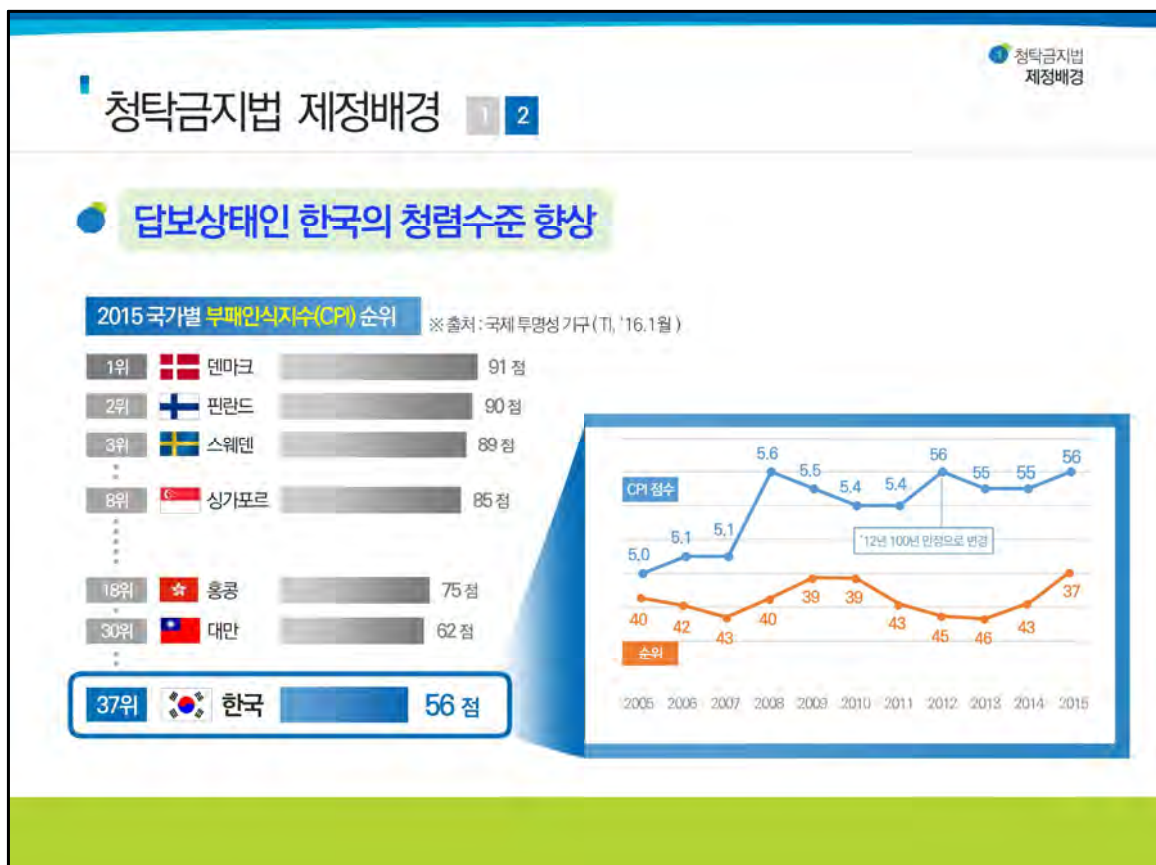 1 청탁금지법
제정배경
청탁금지법 제정배경 1 2
답보상태인 한국의 청렴수준 향상
2015 국가별 부패인식지수(CPI) 순위 ※ 출처 : 국제 투명성 기구 ( TI, '16.1월 )
1위 덴마크 91 점
2위 핀란드 90 점
3위 스웨덴 89 점
8위 싱가포르 85 점
18위 홍콩 75 점
30위 대만 62 점
37위 한국 56 점
CPI 점수
5.0 5.1 5.1 5.6 5.5 5.4 5.4 56 55 55 56
'12년 100년 만점으로 변경
40 42 43 40 39 39 43 45 46 43 37
순위
2005 2006 2007 2008 2009 2010 2011 2012 2013 2014 2015